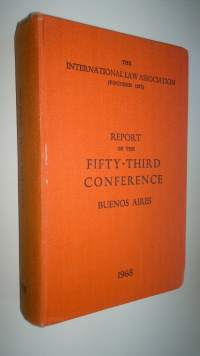 THE
INTERNATIONAL LAW ASSOCIATION
(FOUNDED 1873)
REPORT
OF THE
FIFTY-THIRD
CONFERENCE
BUENOS AIRES
1968